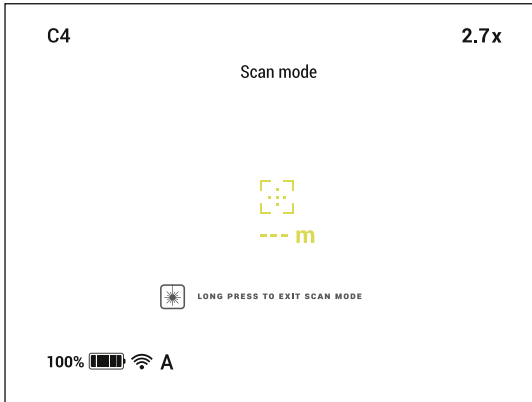 C4 2.7x
Scan mode
--- m
LONG PRESS TO EXIT SCAN MODE
100% A